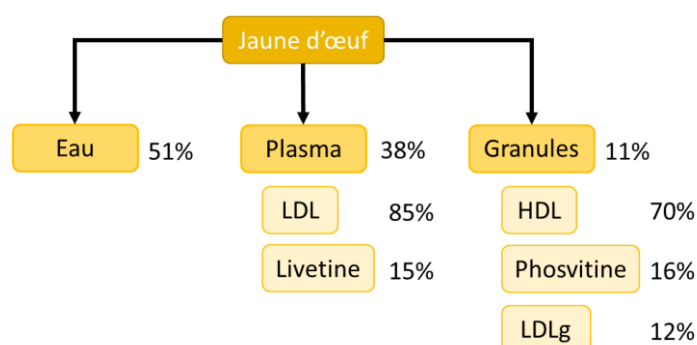 Jaune d'œuf
Eau 51%
Plasma 38%
Granules 11%
LDL 85%
HDL 70%
Livetine 15%
Phosvitine 16%
LDLg 12%